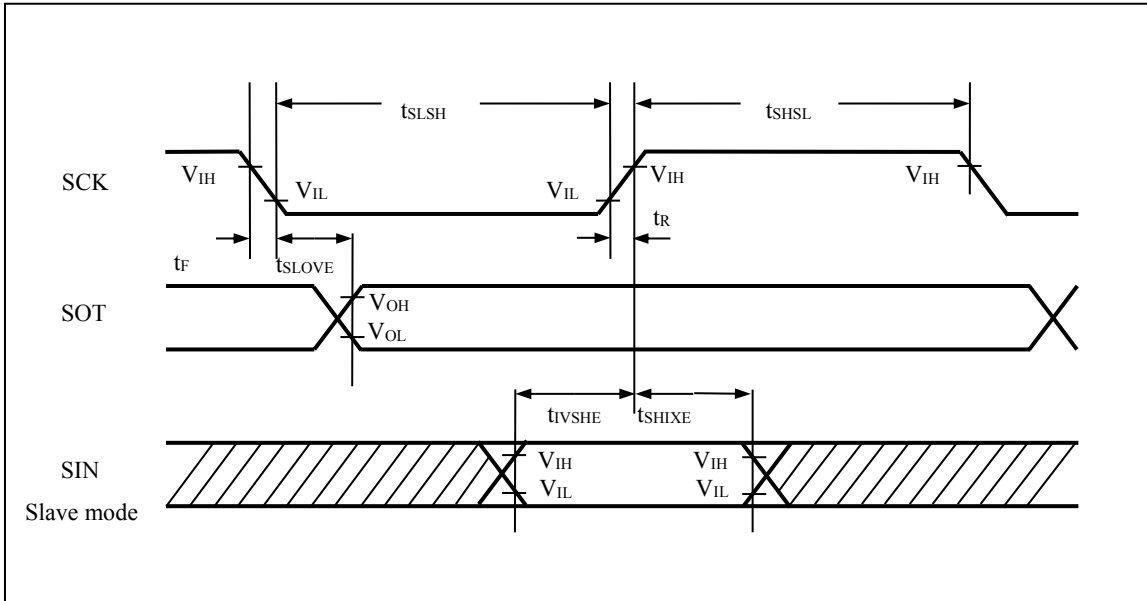 tSLSH
tSHSL
SCK
VIH
VIL
VIL
VIH
VIH
tR
tF
tSLOVE
SOT
VOH
VOL
tIVSHE
tSHIXE
SIN
VIH
VIH
VIL
VIL
Slave mode